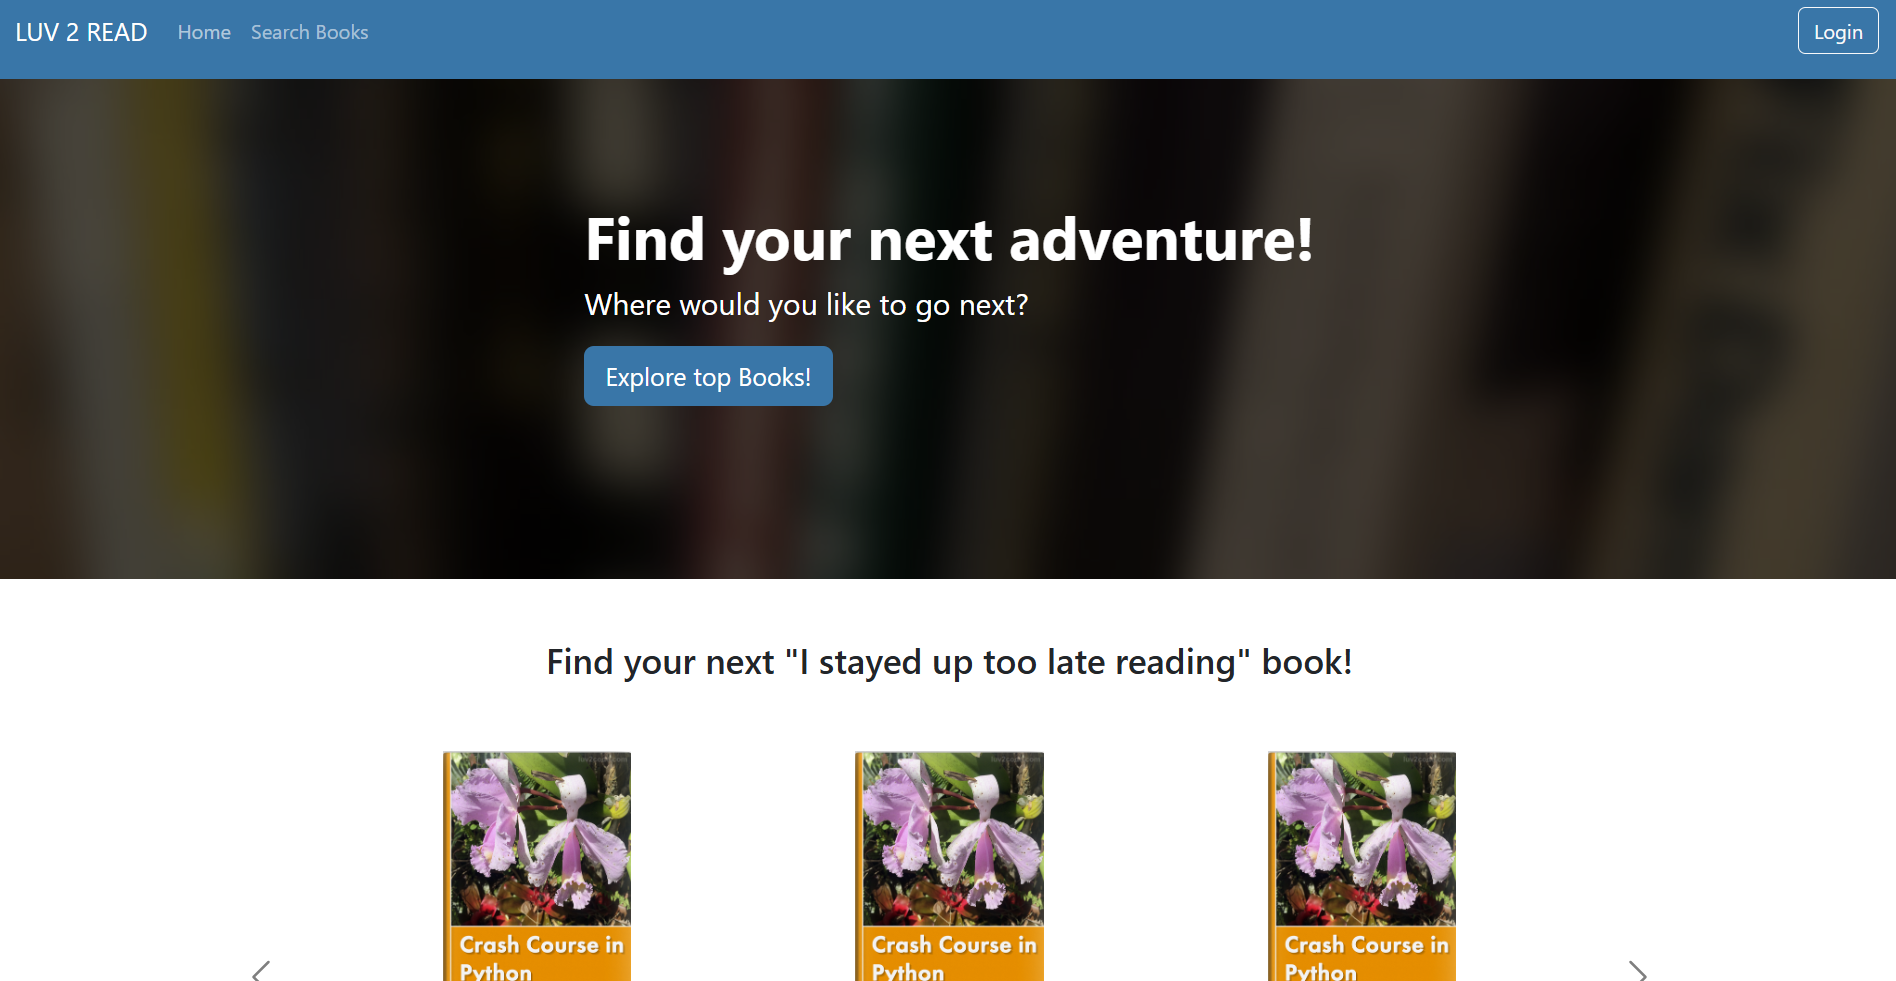 LUV 2 READ Home Search Books Login
Find your next adventure!
Where would you like to go next?
Explore top Books!
Find your next "I stayed up too late reading" book!
Crash Course in
Python
Crash Course in
Python
Crash Course in
Python